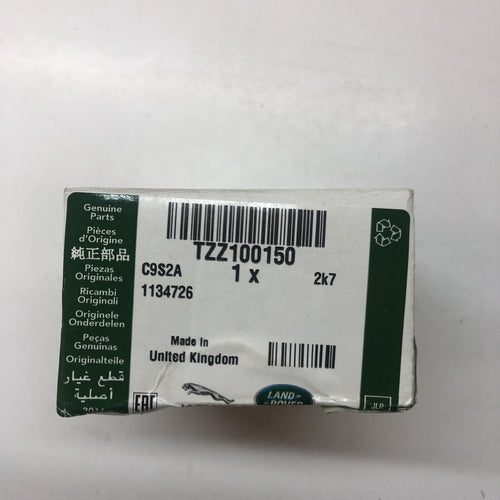 Genuine
Parts
Pièces
d'Origine
純正部品
Piezas
Originales
Ricambi
Originali
Originele
Onderdelen
Peças
Genuinas
Originalteile
قطع غيار
أصلية
TZZ100150
C9S2A
1 x
2k7
1134726
Made in
United Kingdom
EAC
LAND
ROVER
JLR